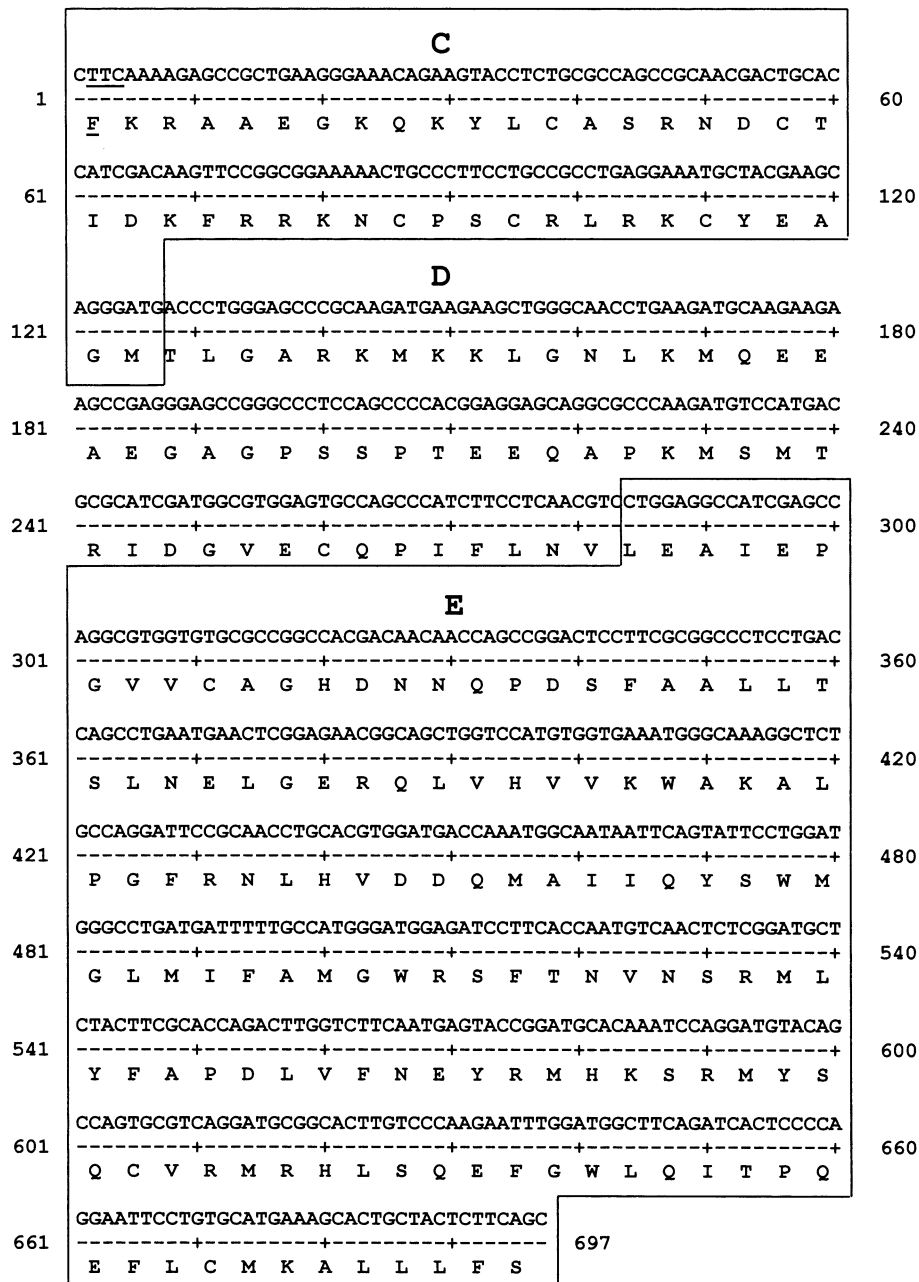 C
CTTCAAAAGAGCCGCTGAAGGGAAACAGAAGTACCTCTGCGCCAGCCGCAACGACTGCAC
1 ---------+---------+---------+---------+---------+---------+ 60
F K R A A E G K Q K Y L C A S R N D C T
CATCGACAAGTTCCGGCGGAAAAACTGCCCTTCCTGCCGCCTGAGGAAATGCTACGAAGC
61 ---------+---------+---------+---------+---------+---------+ 120
I D K F R R K N C P S C R L R K C Y E A
D
AGGGATGACCCTGGGAGCCCGCAAGATGAAGAAGCTGGGCAACCTGAAGATGCAAGAAGA
121 ---------+---------+---------+---------+---------+---------+ 180
G M T L G A R K M K K L G N L K M Q E E
AGCCGAGGGAGCCGGGCCCTCCAGCCCCACGGAGGAGCAGGCGCCCAAGATGTCCATGAC
181 ---------+---------+---------+---------+---------+---------+ 240
A E G A G P S S P T E E Q A P K M S M T
GCGCATCGATGGCGTGGAGTGCCAGCCCATCTTCCTCAACGTCCTGGAGGCCATCGAGCC
241 ---------+---------+---------+---------+---------+---------+ 300
R I D G V E C Q P I F L N V L E A I E P
E
AGGCGTGGTGTGCGCCGGCCACGACAACAACCAGCCGGACTCCTTCGCGGCCCTCCTGAC
301 ---------+---------+---------+---------+---------+---------+ 360
G V V C A G H D N N Q P D S F A A L L T
CAGCCTGAATGAACTCGGAGAACGGCAGCTGGTCCATGTGGTGAAATGGGCAAAGGCTCT
361 ---------+---------+---------+---------+---------+---------+ 420
S L N E L G E R Q L V H V V K W A K A L
GCCAGGATTCCGCAACCTGCACGTGGATGACCAAATGGCAATAATTCAGTATTCCTGGAT
421 ---------+---------+---------+---------+---------+---------+ 480
P G F R N L H V D D Q M A I I Q Y S W M
GGGCCTGATGATTTTTGCCATGGGATGGAGATCCTTCACCAATGTCAACTCTCGGATGCT
481 ---------+---------+---------+---------+---------+---------+ 540
G L M I F A M G W R S F T N V N S R M L
CTACTTCGCACCAGACTTGGTCTTCAATGAGTACCGGATGCACAAATCCAGGATGTACAG
541 ---------+---------+---------+---------+---------+---------+ 600
Y F A P D L V F N E Y R M H K S R M Y S
CCAGTGCGTCAGGATGCGGCACTTGTCCCAAGAATTTGGATGGCTTCAGATCACTCCCCA
601 ---------+---------+---------+---------+---------+---------+ 660
Q C V R M R H L S Q E F G W L Q I T P Q
GGAATTCCTGTGCATGAAAGCACTGCTACTCTTCAGC
661 ---------+---------+---------+------- 697
E F L C M K A L L L F S